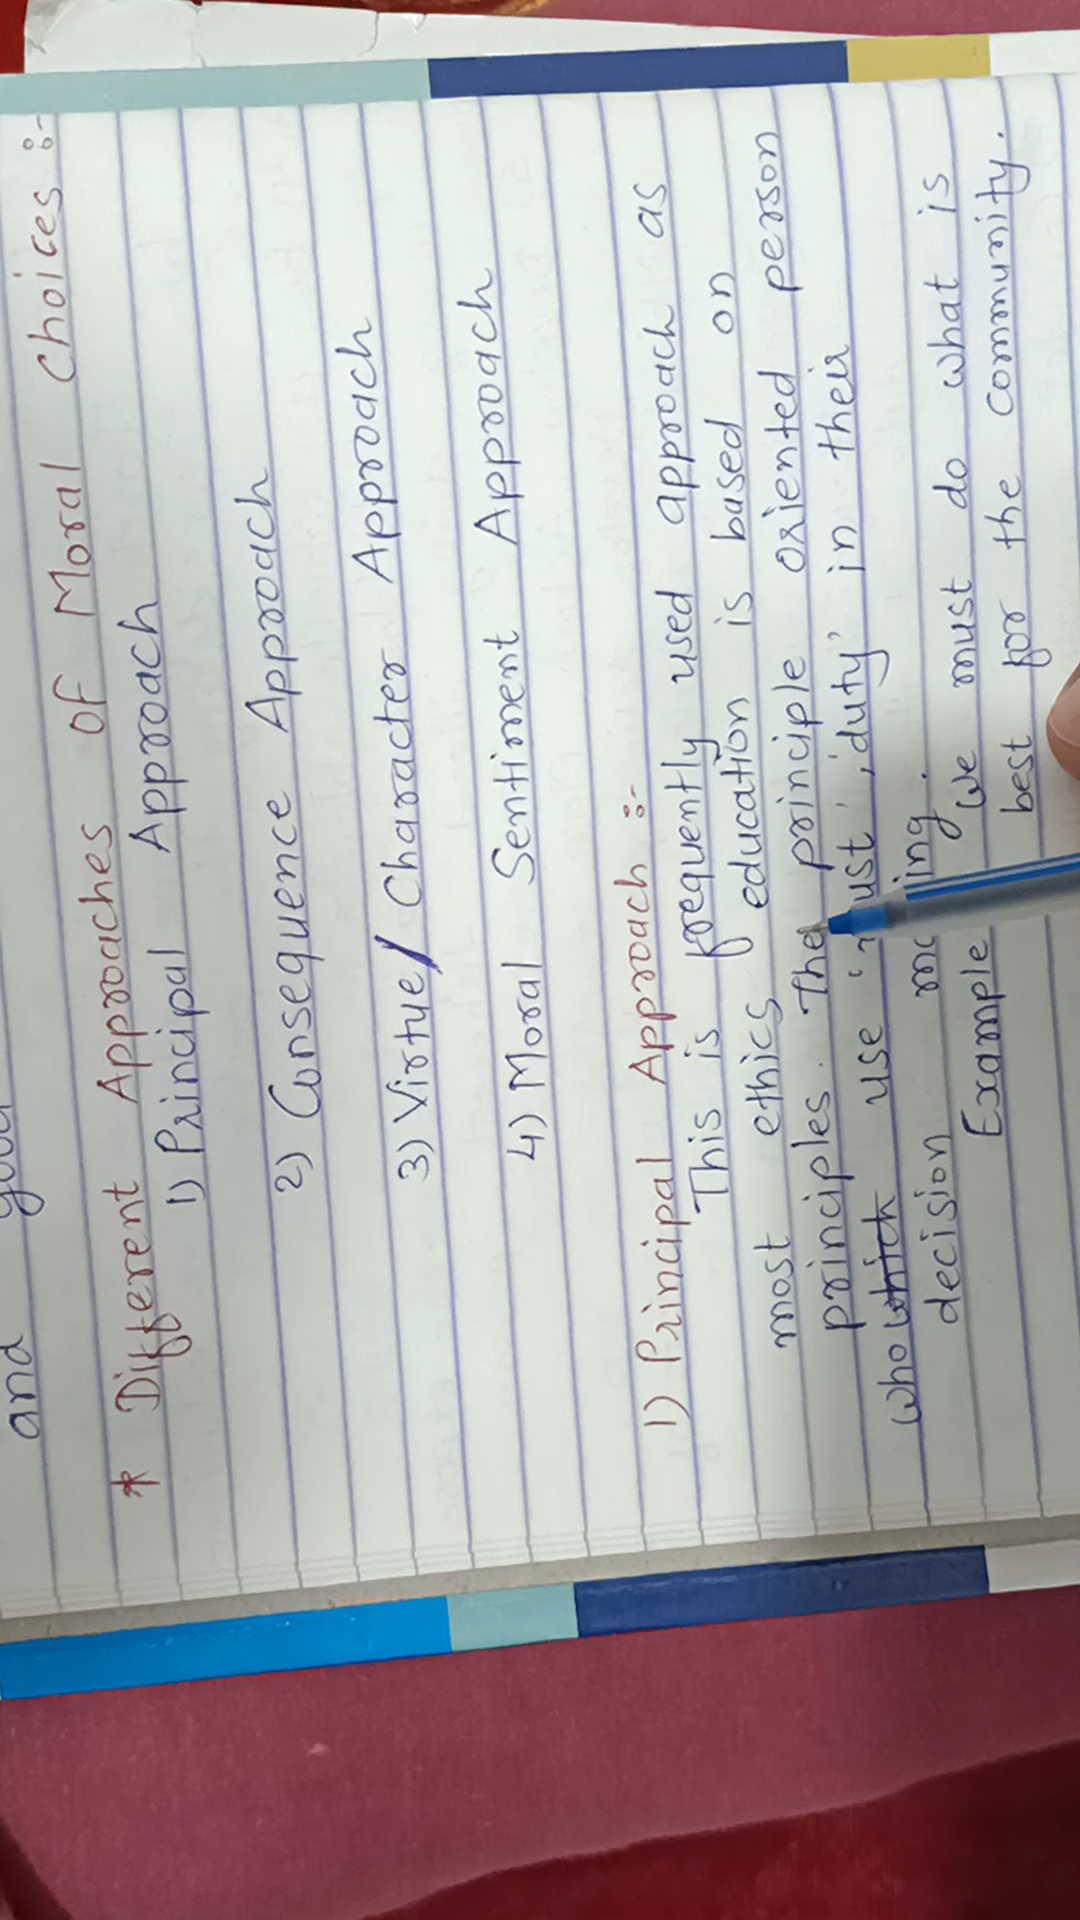 and
* Different Approaches of Moral Choices :-
1) Principal Approach
2) Consequence Approach
3) Virtue/ Character Approach
4) Moral Sentiment Approach
1) Principal Approach :-
This is frequently used approach as
most ethics education is based on
principles. The principle oriented person
who which use ust', 'duty' in their
decision ing.
Example We must do what is
best for the community.